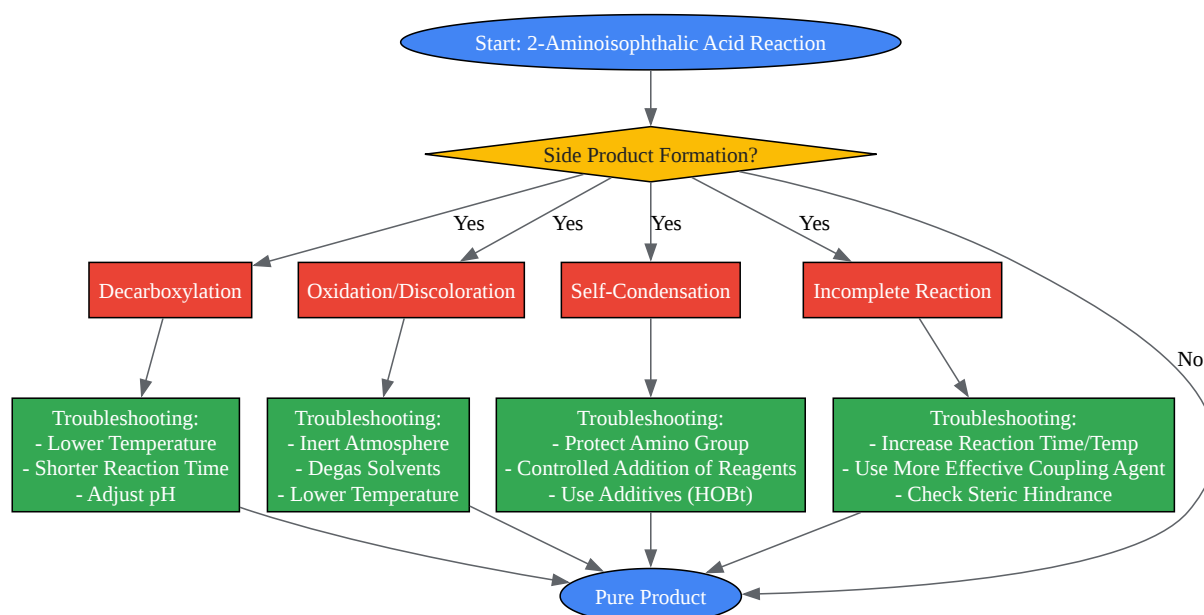 Start: 2-Aminoisophthalic Acid Reaction
Side Product Formation?
Yes
Yes
Yes
Yes
No
Decarboxylation
Oxidation/Discoloration
Self-Condensation
Incomplete Reaction
Troubleshooting:
- Lower Temperature
- Shorter Reaction Time
- Adjust pH
Troubleshooting:
- Inert Atmosphere
- Degas Solvents
- Lower Temperature
Troubleshooting:
- Protect Amino Group
- Controlled Addition of Reagents
- Use Additives (HOBt)
Troubleshooting:
- Increase Reaction Time/Temp
- Use More Effective Coupling Agent
- Check Steric Hindrance
Pure Product